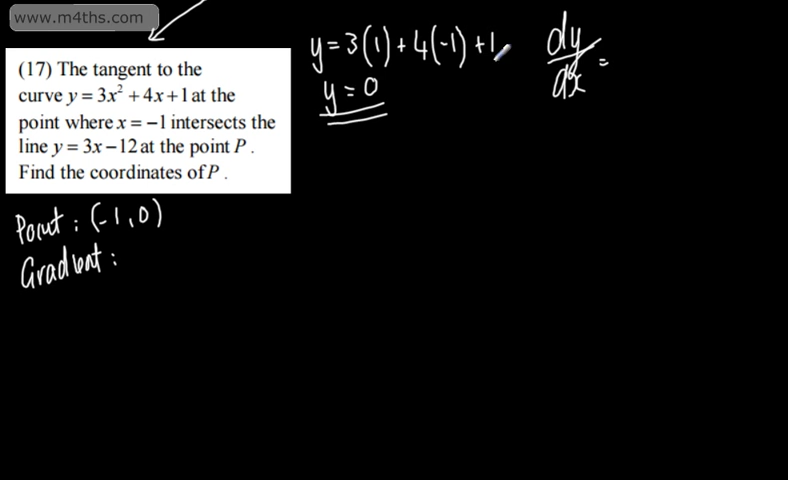 www.m4ths.com
(17) The tangent to the
curve y = 3x² + 4x + 1 at the
point where x = −1 intersects the
line y = 3x − 12 at the point P .
Find the coordinates of P .
y = 3(1) + 4(-1) + 1
y = 0
dy/dx =
Point : (-1, 0)
Gradient :